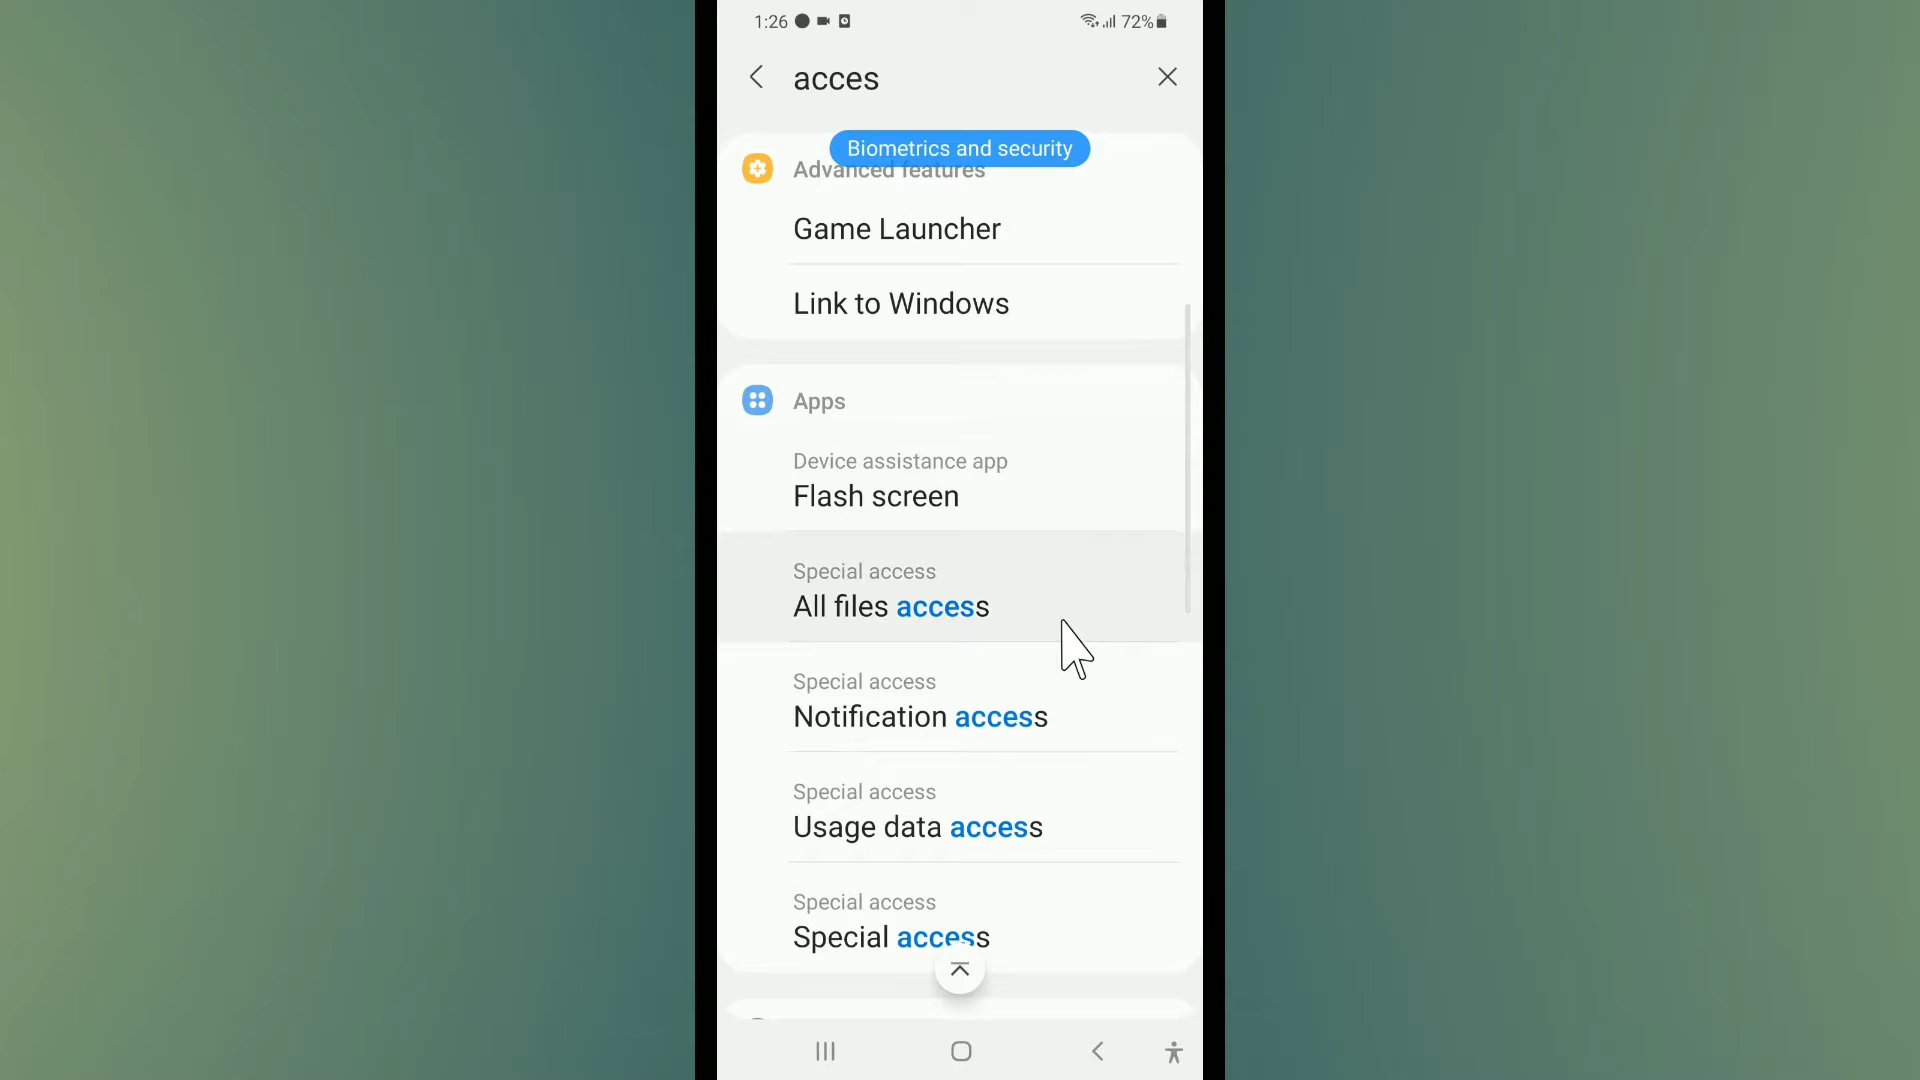 1:26
72%
acces
Biometrics and security
Advanced features
Game Launcher
Link to Windows
Apps
Device assistance app
Flash screen
Special access
All files access
Special access
Notification access
Special access
Usage data access
Special access
Special access